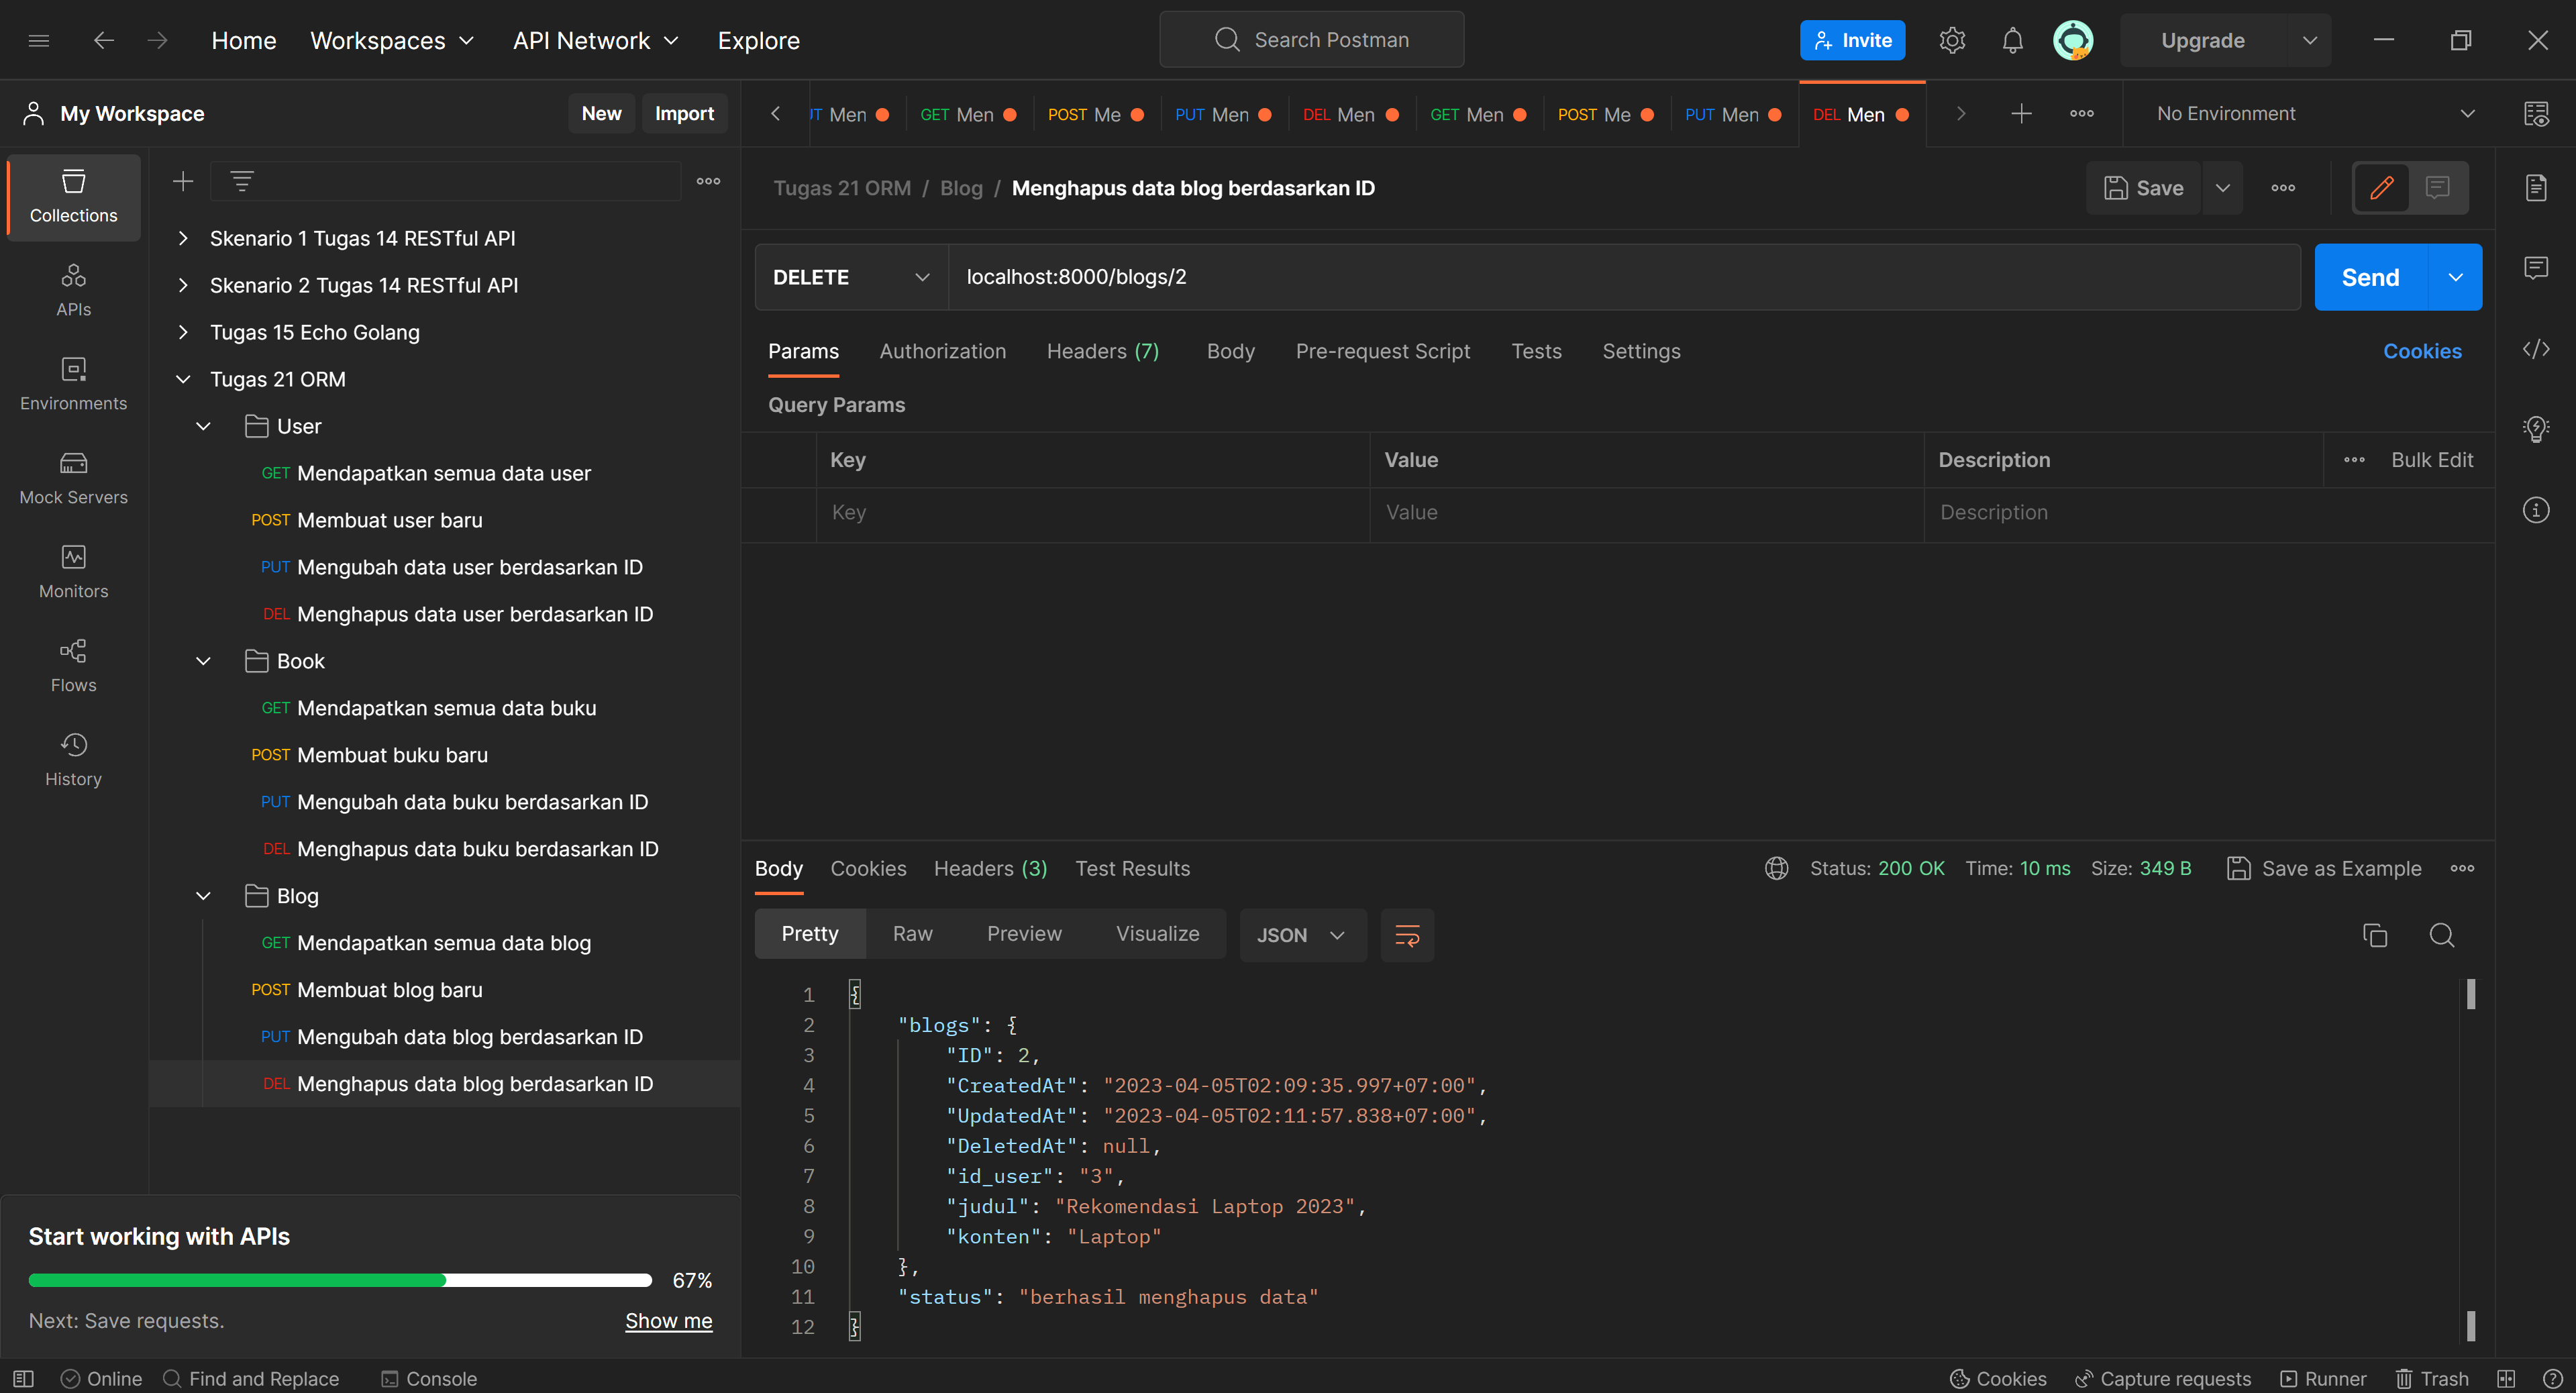 Home Workspaces API Network Explore Search Postman Invite Upgrade
My Workspace New Import
UT Men GET Men POST Me PUT Men DEL Men GET Men POST Me PUT Men DEL Men No Environment
Collections
APIs
Environments
Mock Servers
Monitors
Flows
History
Skenario 1 Tugas 14 RESTful API
Skenario 2 Tugas 14 RESTful API
Tugas 15 Echo Golang
Tugas 21 ORM
User
GET Mendapatkan semua data user
POST Membuat user baru
PUT Mengubah data user berdasarkan ID
DEL Menghapus data user berdasarkan ID
Book
GET Mendapatkan semua data buku
POST Membuat buku baru
PUT Mengubah data buku berdasarkan ID
DEL Menghapus data buku berdasarkan ID
Blog
GET Mendapatkan semua data blog
POST Membuat blog baru
PUT Mengubah data blog berdasarkan ID
DEL Menghapus data blog berdasarkan ID
Start working with APIs
67%
Next: Save requests. Show me
Tugas 21 ORM / Blog / Menghapus data blog berdasarkan ID Save
DELETE localhost:8000/blogs/2 Send
Params Authorization Headers (7) Body Pre-request Script Tests Settings Cookies
Query Params
Key Value Description Bulk Edit
Key Value Description
Body Cookies Headers (3) Test Results Status: 200 OK Time: 10 ms Size: 349 B Save as Example
Pretty Raw Preview Visualize JSON
1 {
2 "blogs": {
3 "ID": 2,
4 "CreatedAt": "2023-04-05T02:09:35.997+07:00",
5 "UpdatedAt": "2023-04-05T02:11:57.838+07:00",
6 "DeletedAt": null,
7 "id_user": "3",
8 "judul": "Rekomendasi Laptop 2023",
9 "konten": "Laptop"
10 },
11 "status": "berhasil menghapus data"
12 }
Online Find and Replace Console Cookies Capture requests Runner Trash